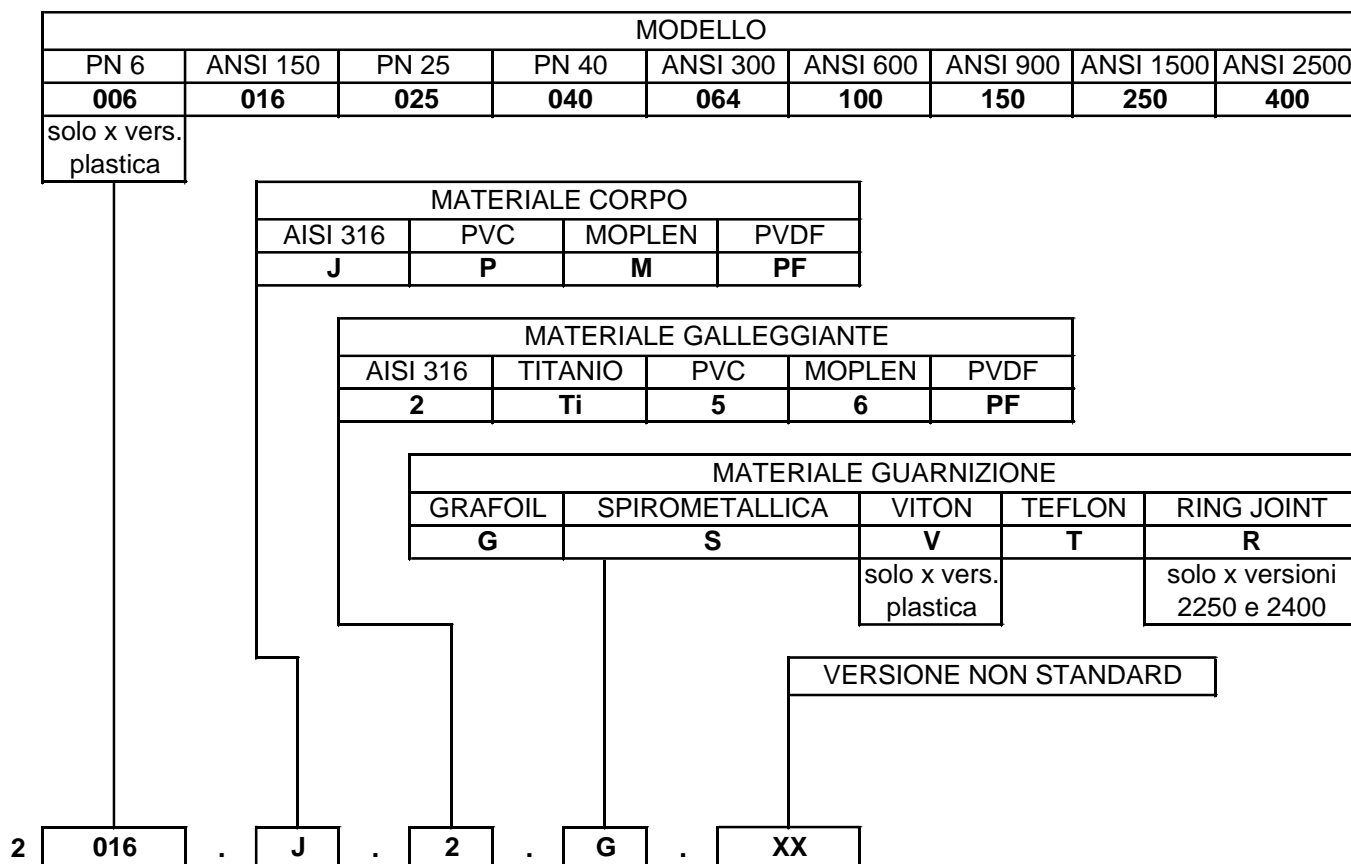 MODELLO
PN 6 ANSI 150 PN 25 PN 40 ANSI 300 ANSI 600 ANSI 900 ANSI 1500 ANSI 2500
006 016 025 040 064 100 150 250 400
solo x vers.
plastica
MATERIALE CORPO
AISI 316 PVC MOPLEN PVDF
J P M PF
MATERIALE GALLEGGIANTE
AISI 316 TITANIO PVC MOPLEN PVDF
2 Ti 5 6 PF
MATERIALE GUARNIZIONE
GRAFOIL SPIROMETALLICA VITON TEFLON RING JOINT
G S V T R
solo x vers. solo x versioni
plastica 2250 e 2400
VERSIONE NON STANDARD
2 016 . J . 2 . G . XX